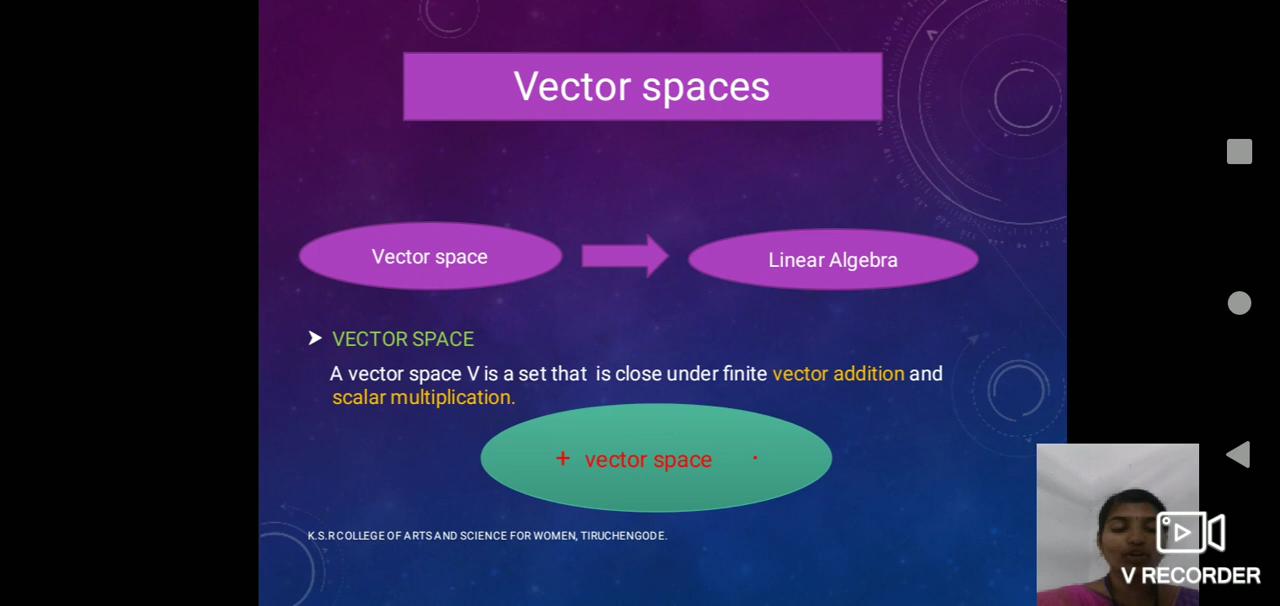 Vector spaces
Vector space
Linear Algebra
VECTOR SPACE
A vector space V is a set that is close under finite vector addition and
scalar multiplication.
+ vector space ·
K.S.R COLLEGE OF ARTS AND SCIENCE FOR WOMEN, TIRUCHENGODE.
V RECORDER